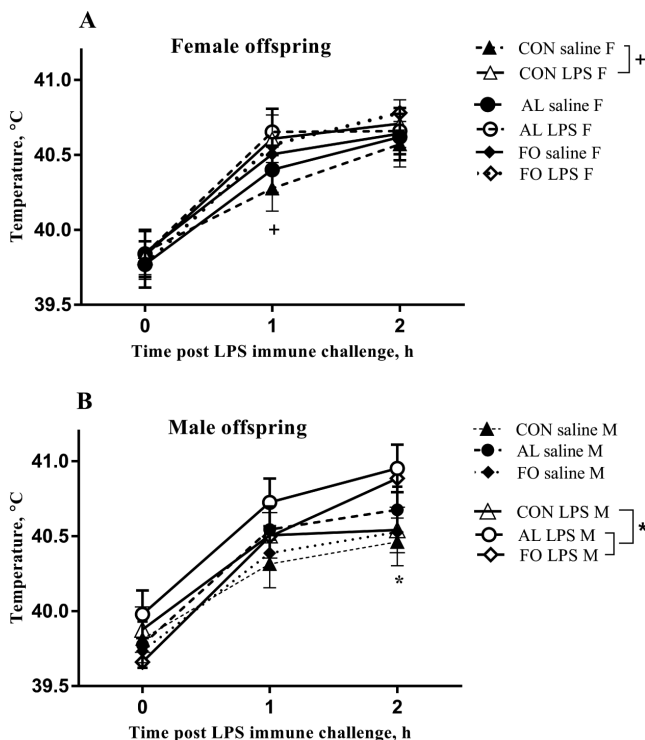 A
Female offspring
41.0
40.5
40.0
39.5
Temperature, °C
0 1 2
Time post LPS immune challenge, h
+
CON saline F
CON LPS F
+
AL saline F
AL LPS F
FO saline F
FO LPS F
B
Male offspring
41.0
40.5
40.0
39.5
Temperature, °C
0 1 2
Time post LPS immune challenge, h
*
CON saline M
AL saline M
FO saline M
CON LPS M
AL LPS M
FO LPS M
*